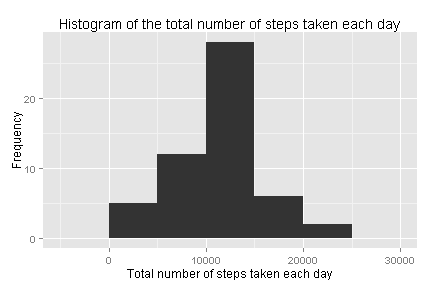 Histogram of the total number of steps taken each day
Frequency
20
10
0
0 10000 20000 30000
Total number of steps taken each day